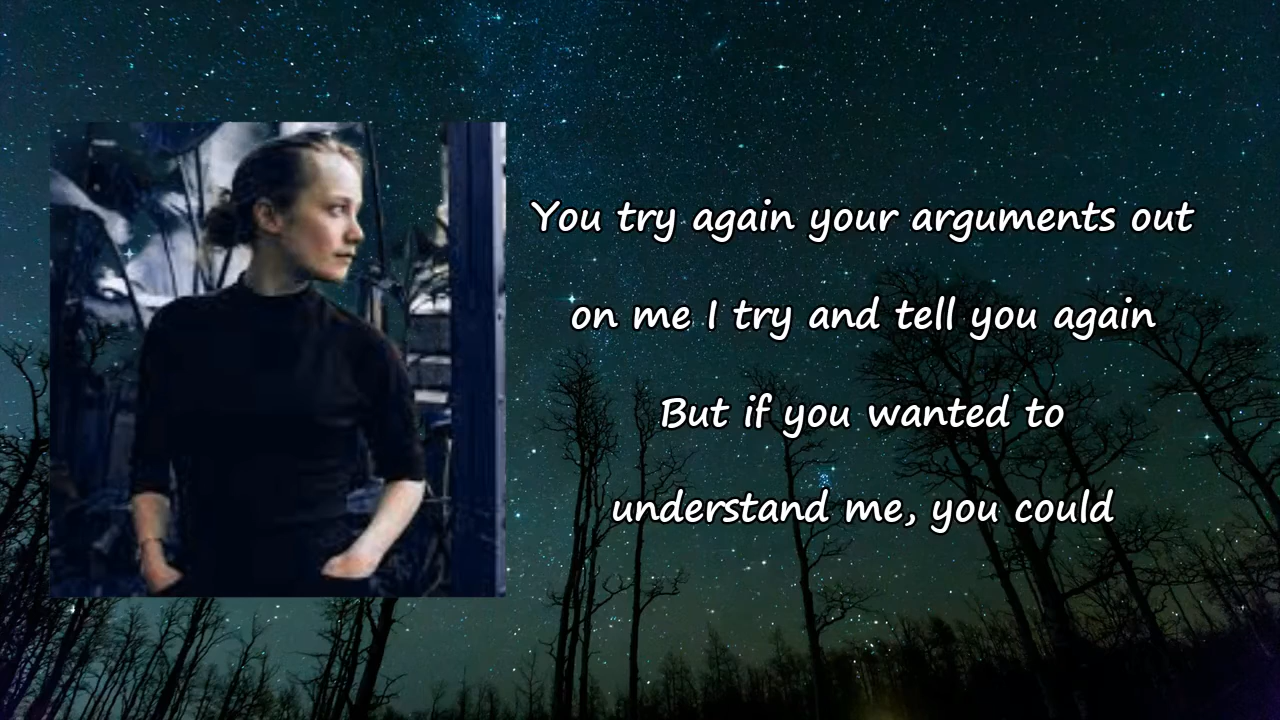 You try again your arguments out
on me I try and tell you again
But if you wanted to
understand me, you could